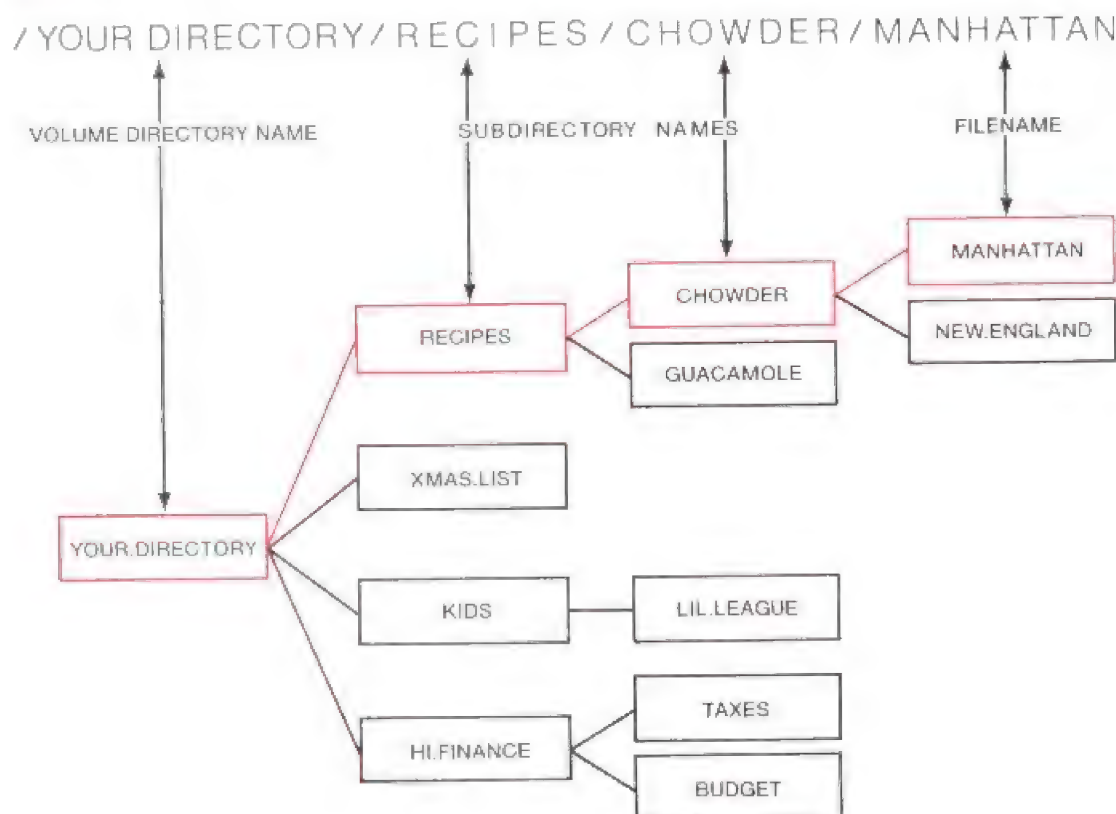 /YOUR DIRECTORY/RECIPES/CHOWDER/MANHATTAN
VOLUME DIRECTORY NAME
SUBDIRECTORY NAMES
FILENAME
MANHATTAN
CHOWDER
NEW.ENGLAND
RECIPES
GUACAMOLE
XMAS.LIST
YOUR.DIRECTORY
KIDS
LIL.LEAGUE
TAXES
HI.FINANCE
BUDGET